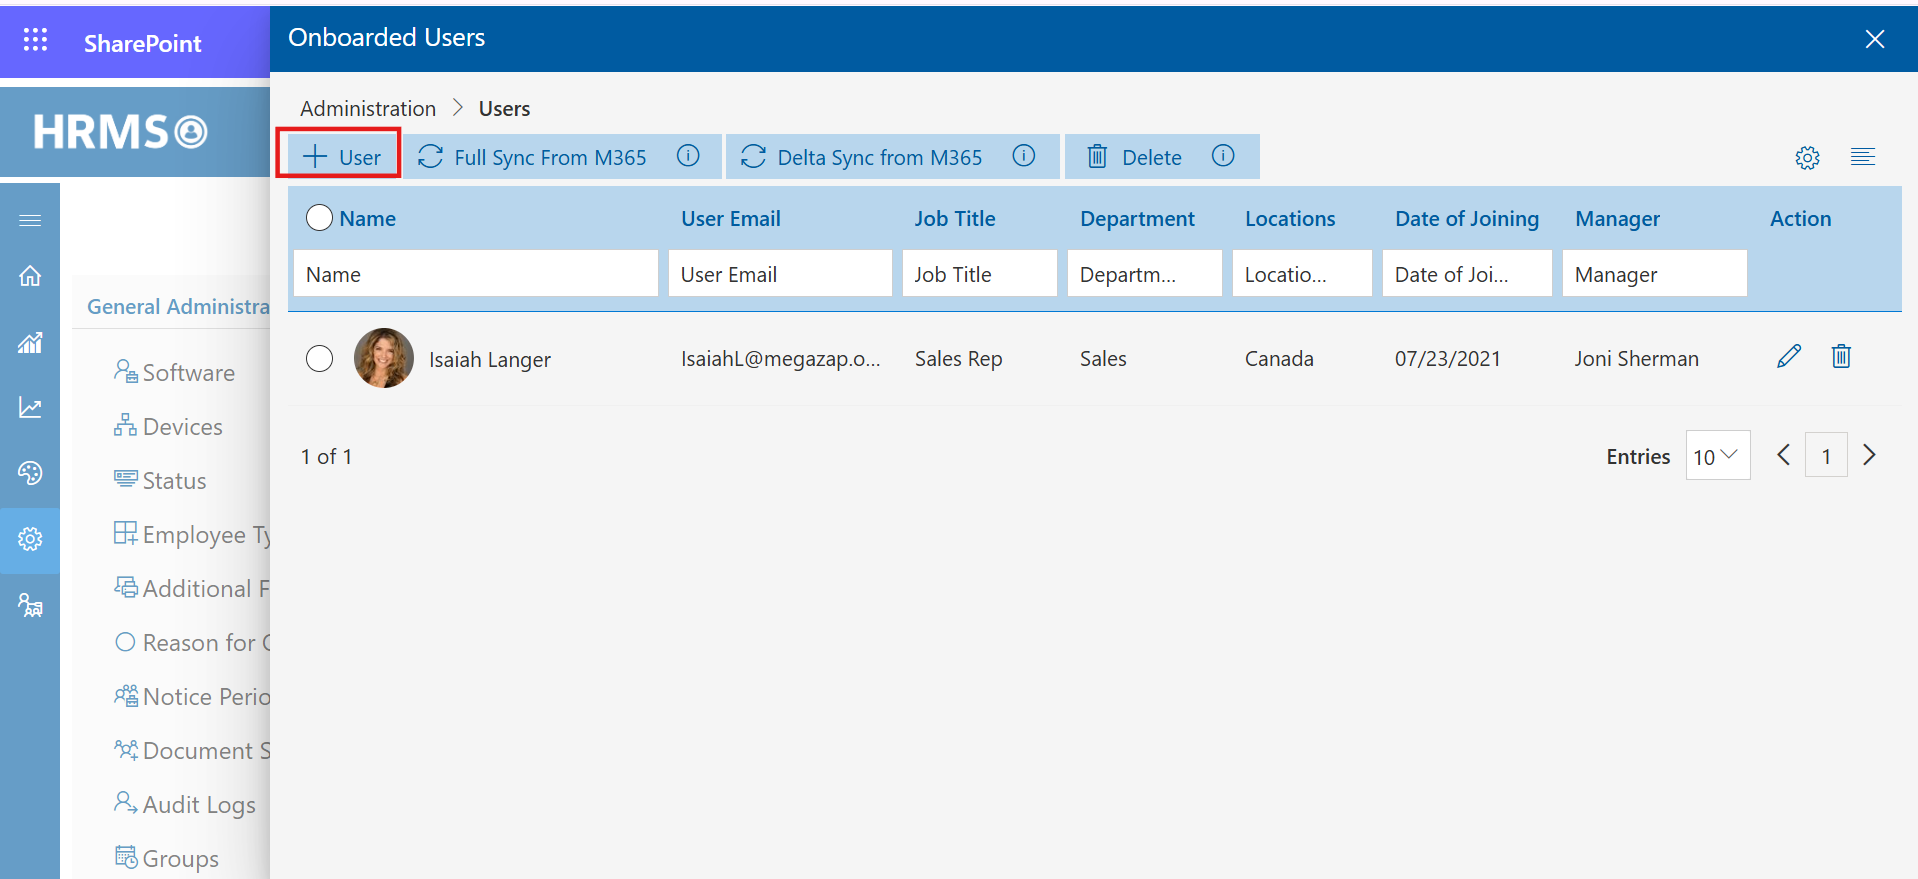 SharePoint
Onboarded Users
HRMS
Administration > Users
User
Full Sync From M365
Delta Sync from M365
Delete
Name User Email Job Title Department Locations Date of Joining Manager Action
Name User Email Job Title Departm... Locatio... Date of Joi... Manager
Isaiah Langer IsaiahL@megazap.o... Sales Rep Sales Canada 07/23/2021 Joni Sherman
1 of 1
Entries 10 1
General Administra
Software
Devices
Status
Employee Ty
Additional F
Reason for
Notice Perio
Document S
Audit Logs
Groups